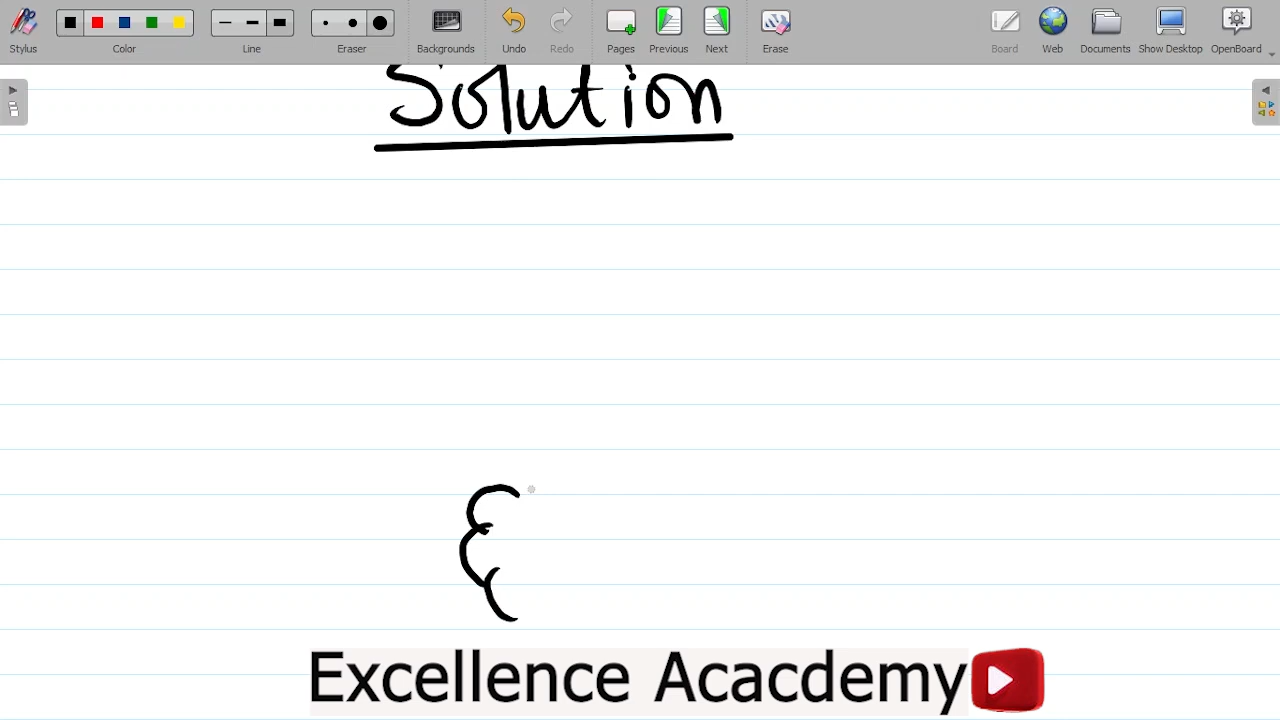 Stylus
Color
Line
Eraser
Backgrounds
Undo
Redo
Pages
Previous
Next
Erase
Board
Web
Documents
Show Desktop
OpenBoard
Solution
Excellence Acacdemy